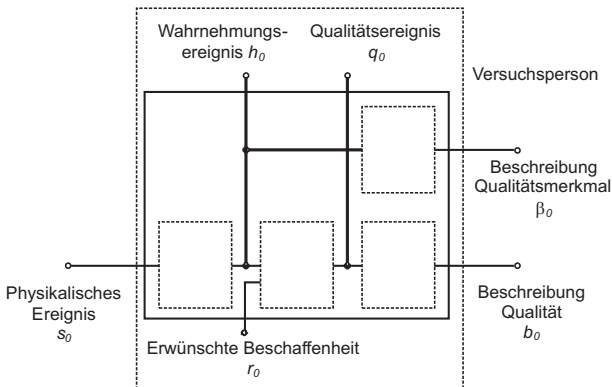 Wahrnehmungs-
ereignis h₀
Qualitätsereignis
q₀
Versuchsperson
Beschreibung
Qualitätsmerkmal
β₀
Physikalisches
Ereignis
s₀
Erwünschte Beschaffenheit
r₀
Beschreibung
Qualität
b₀